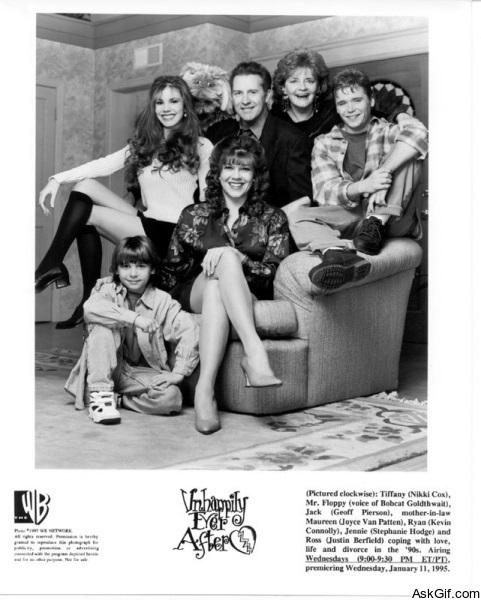 THE WB
Photo ©1995 WB NETWORK.
All rights reserved. Permission is hereby
granted to reproduce this photograph for
publicity, promotion or advertising
connected with the program depicted herein
but for no other purpose. Not for sale.
Unhappily
Ever
After
(Pictured clockwise): Tiffany (Nikki Cox),
Mr. Floppy (voice of Bobcat Goldthwait),
Jack (Geoff Pierson), mother-in-law
Maureen (Joyce Van Patten), Ryan (Kevin
Connolly), Jennie (Stephanie Hodge) and
Ross (Justin Berfield) coping with love,
life and divorce in the '90s. Airing
Wednesdays (9:00-9:30 PM ET/PT),
premiering Wednesday, January 11, 1995.
AskGif.com